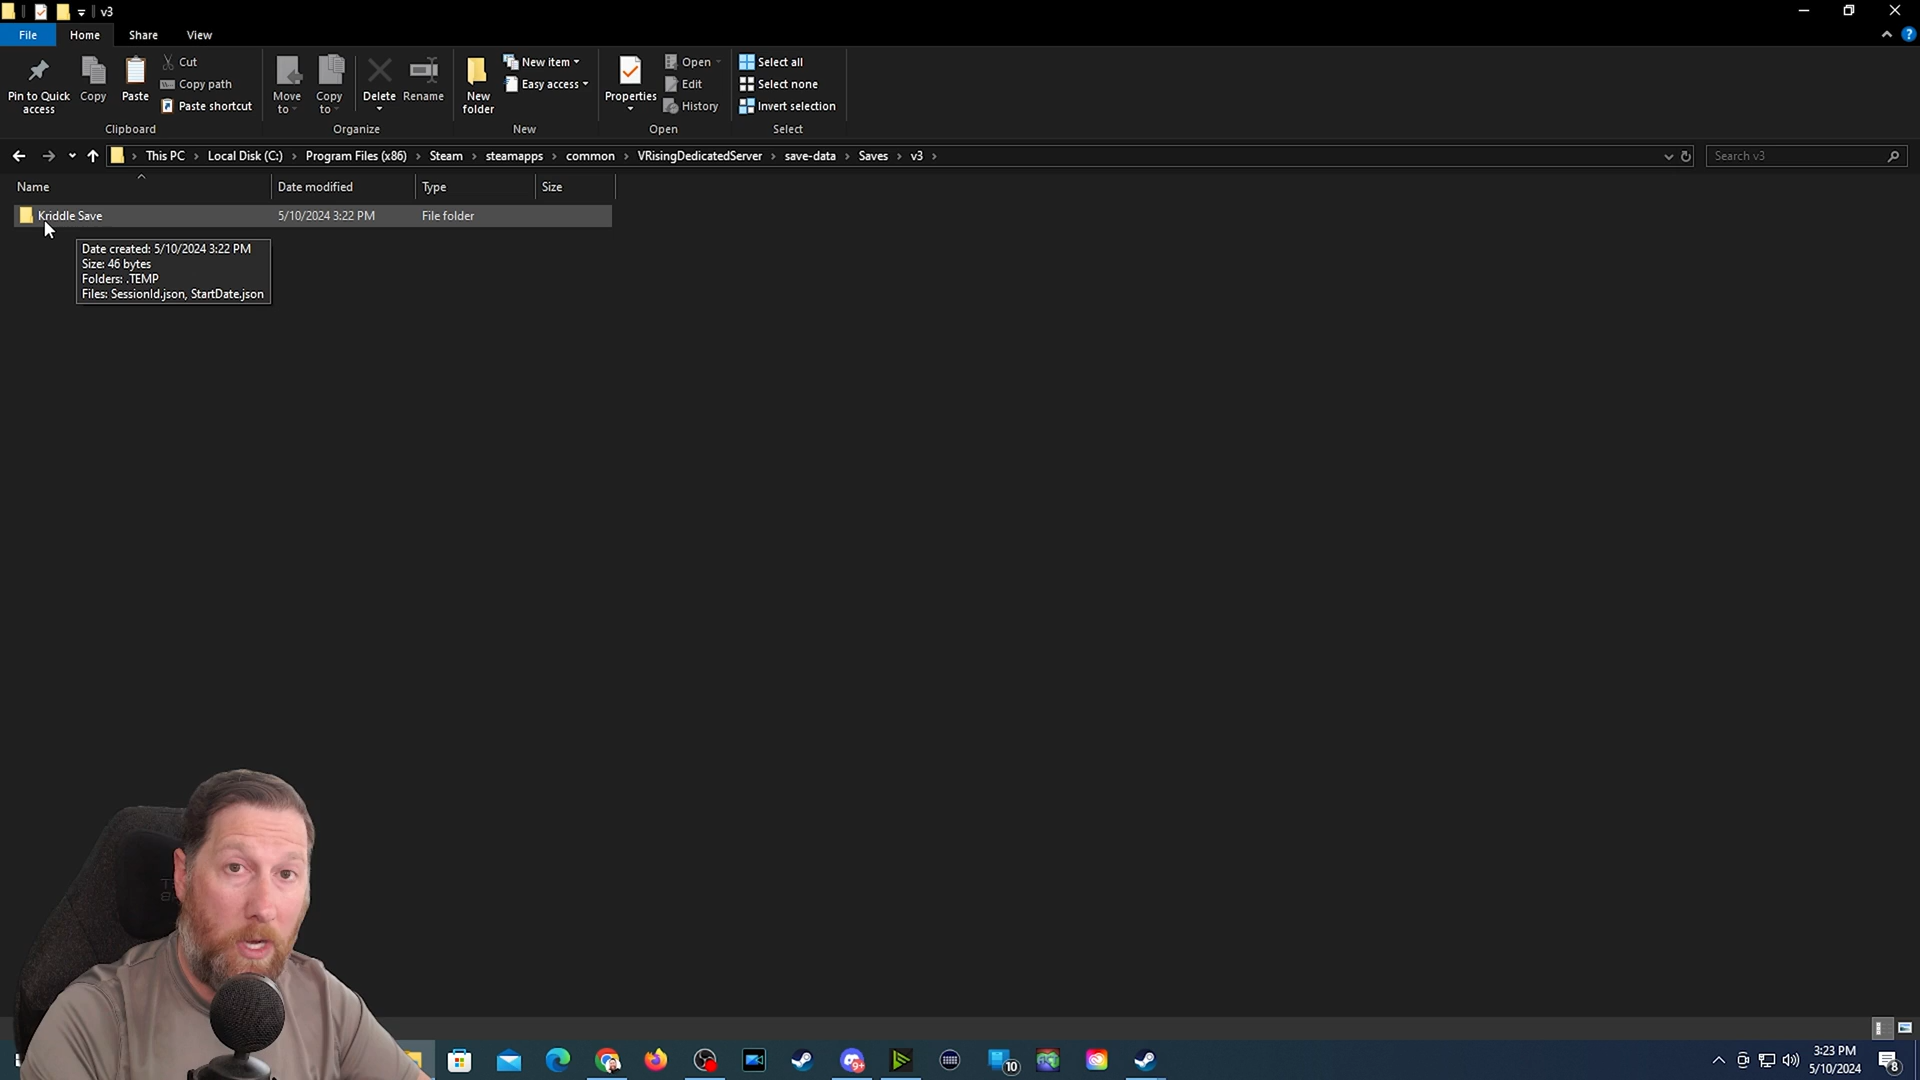 v3
File Home Share View
Pin to Quick access
Copy
Paste
Cut
Copy path
Paste shortcut
Clipboard
Move to
Copy to
Delete
Rename
Organize
New folder
New item
Easy access
New
Properties
Open
Edit
History
Open
Select all
Select none
Invert selection
Select
This PC > Local Disk (C:) > Program Files (x86) > Steam > steamapps > common > VRisingDedicatedServer > save-data > Saves > v3 >
Search v3
Name Date modified Type Size
Kriddle Save 5/10/2024 3:22 PM File folder
Date created: 5/10/2024 3:22 PM
Size: 46 bytes
Folders: .TEMP
Files: SessionId.json, StartDate.json
9+
10
3:23 PM
5/10/2024
8